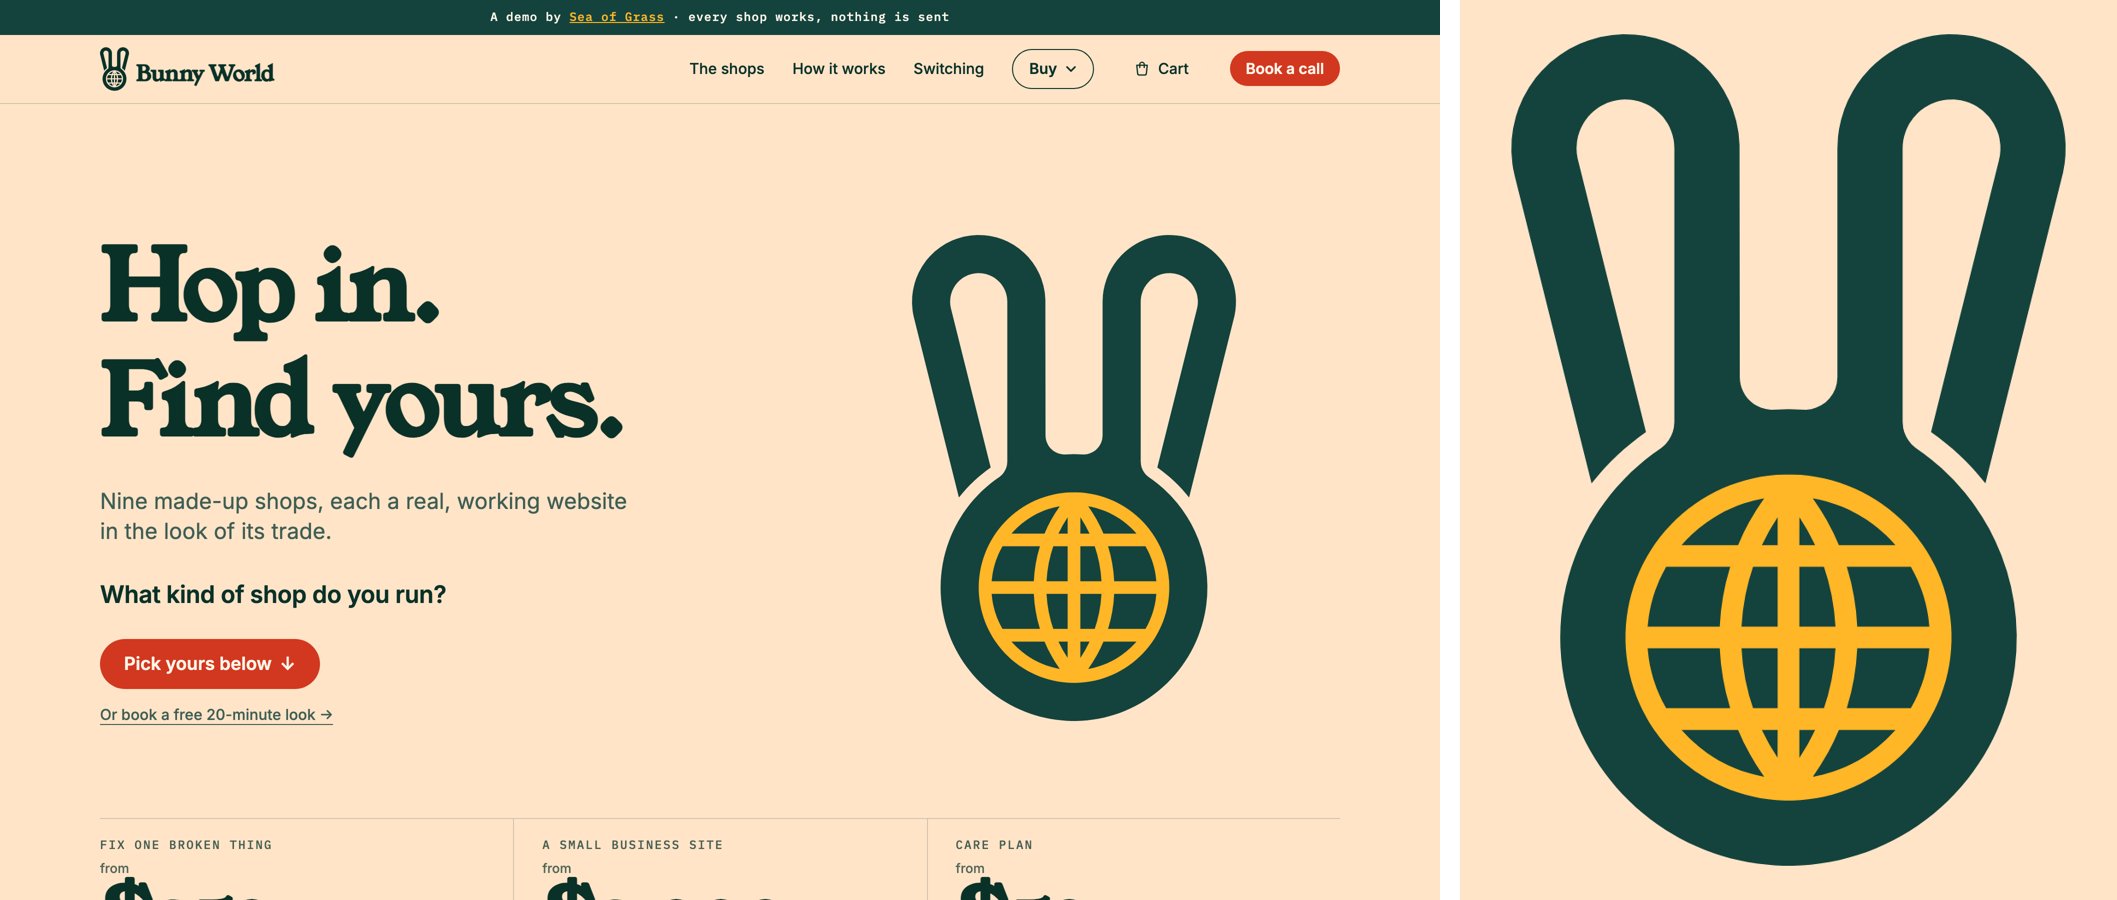 A demo by Sea of Grass · every shop works, nothing is sent
Bunny World
The shops
How it works
Switching
Buy
Cart
Book a call
Hop in.
Find yours.
Nine made-up shops, each a real, working website
in the look of its trade.
What kind of shop do you run?
Pick yours below ↓
Or book a free 20-minute look →
FIX ONE BROKEN THING
from
A SMALL BUSINESS SITE
from
CARE PLAN
from